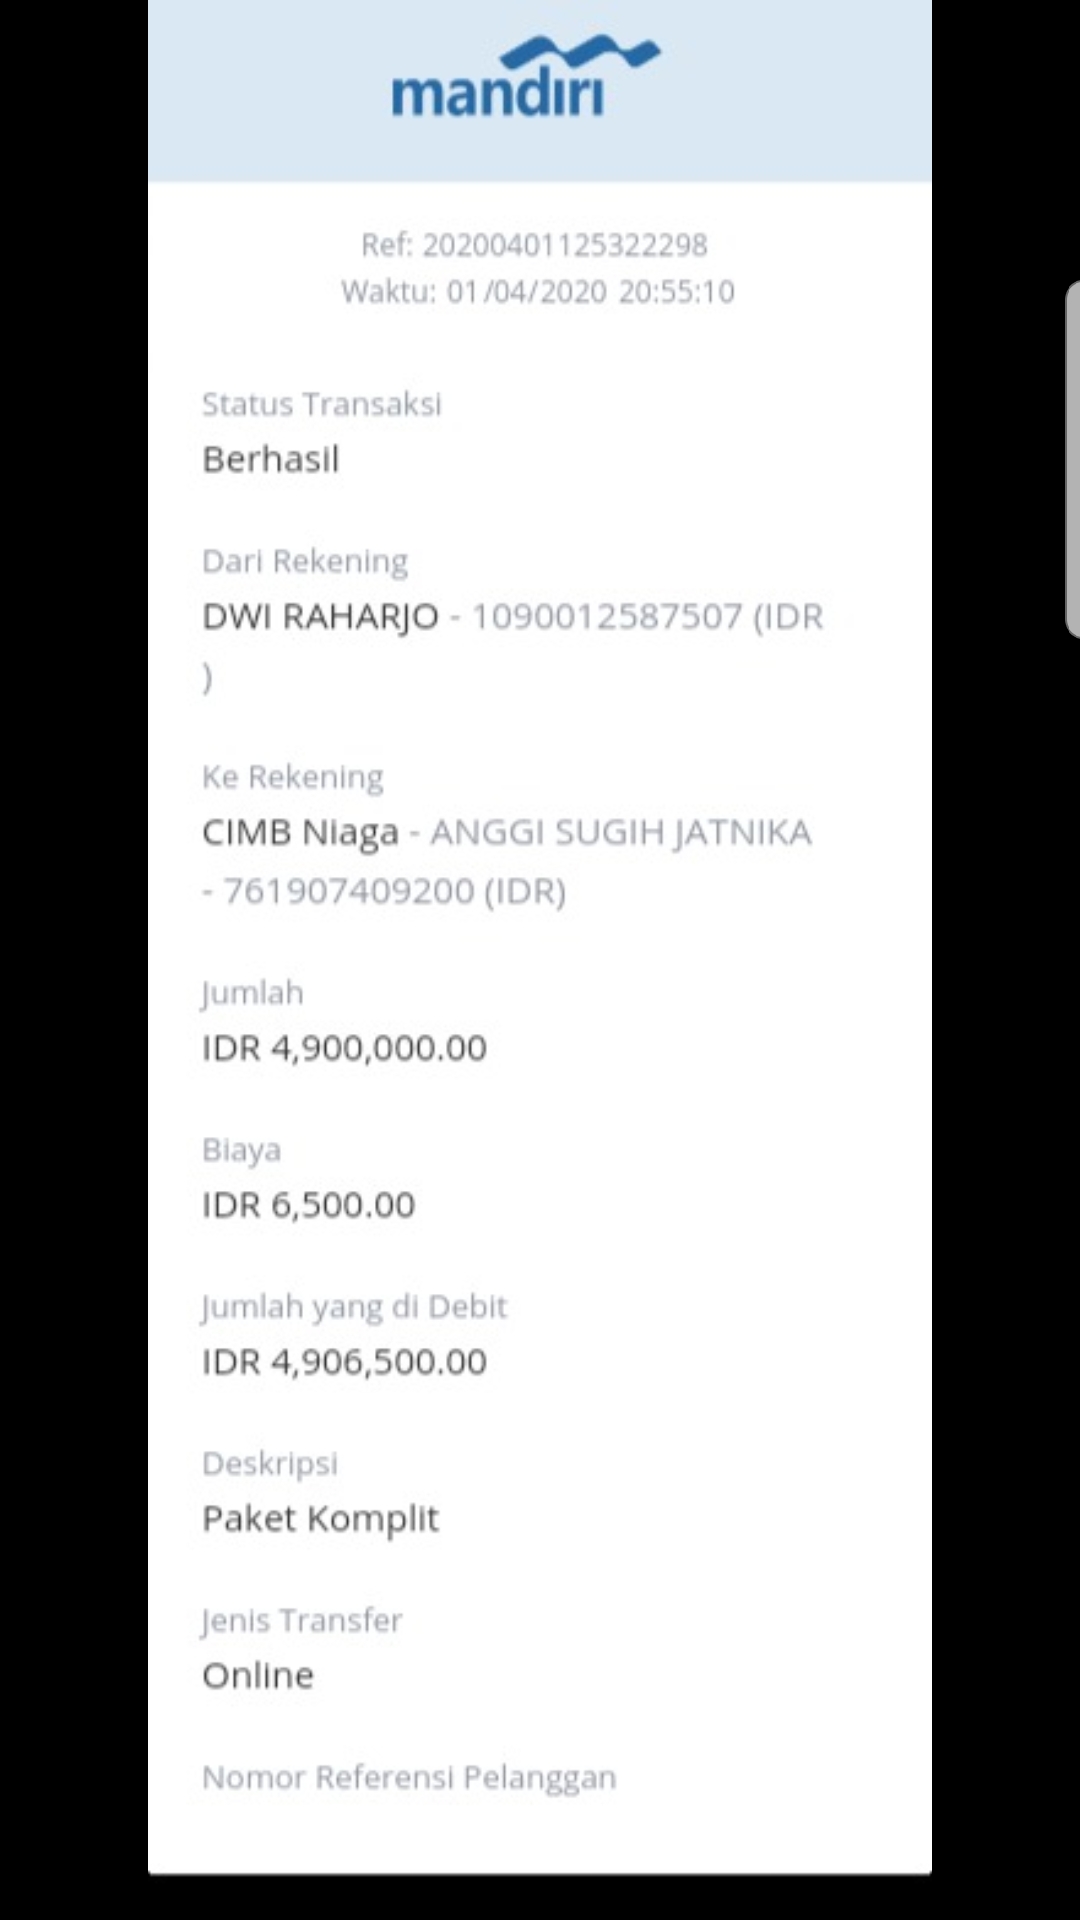 mandiri
Ref: 20200401125322298
Waktu: 01/04/2020 20:55:10
Status Transaksi
Berhasil
Dari Rekening
DWI RAHARJO - 1090012587507 (IDR
)
Ke Rekening
CIMB Niaga - ANGGI SUGIH JATNIKA
- 761907409200 (IDR)
Jumlah
IDR 4,900,000.00
Biaya
IDR 6,500.00
Jumlah yang di Debit
IDR 4,906,500.00
Deskripsi
Paket Komplit
Jenis Transfer
Online
Nomor Referensi Pelanggan